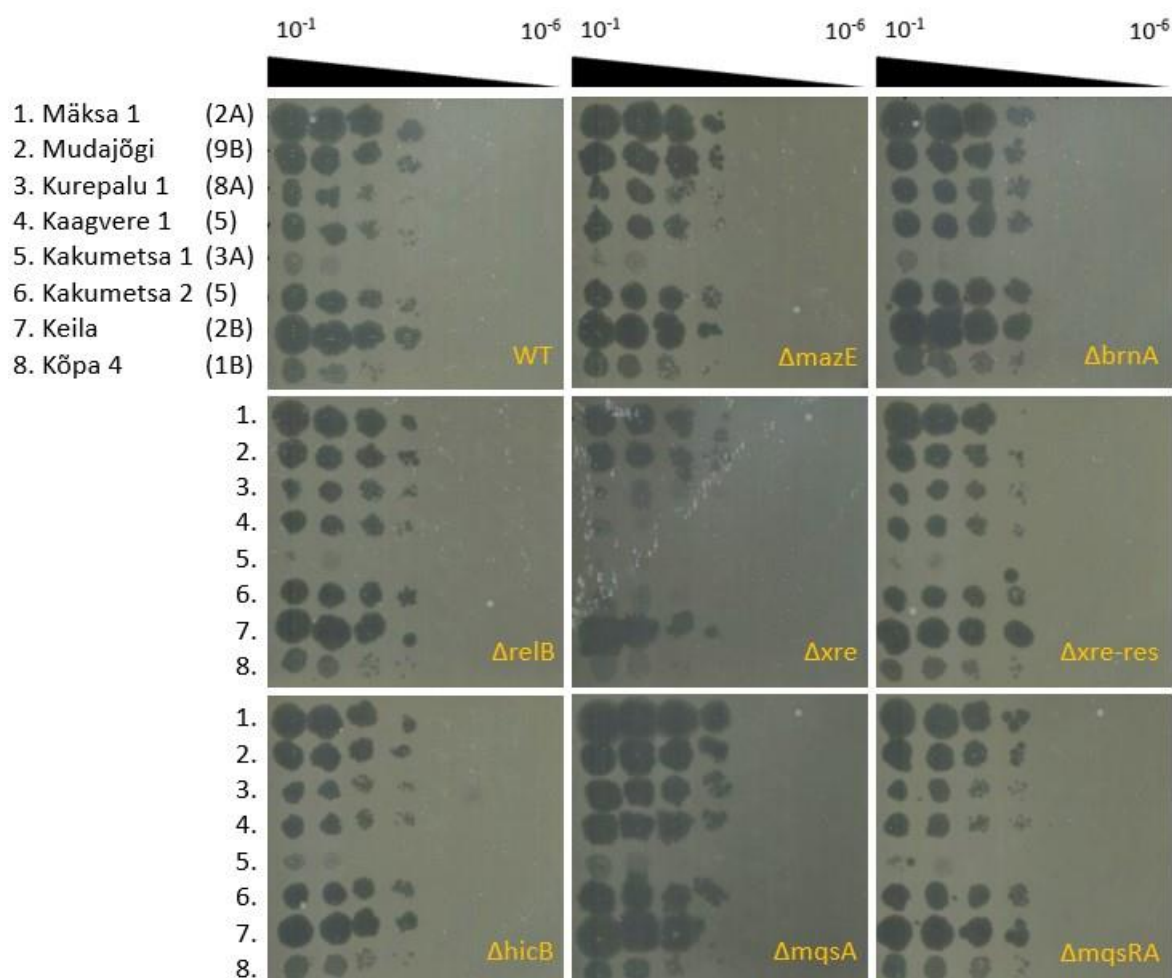 10⁻¹ 10⁻⁶ 10⁻¹ 10⁻⁶ 10⁻¹ 10⁻⁶
1. Mäksa 1 (2A)
2. Mudajõgi (9B)
3. Kurepalu 1 (8A)
4. Kaagvere 1 (5)
5. Kakumetsa 1 (3A)
6. Kakumetsa 2 (5)
7. Keila (2B)
8. Kõpa 4 (1B)
WT ΔmazE ΔbrnA
1.
2.
3.
4.
5.
6.
7.
8.
ΔrelB Δxre Δxre-res
1.
2.
3.
4.
5.
6.
7.
8.
ΔhicB ΔmqsA ΔmqsRA